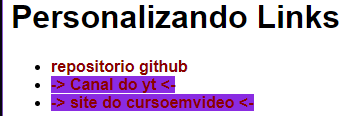 Personalizando Links
repositorio github
-> Canal do yt <-
-> site do cursoemvideo <-